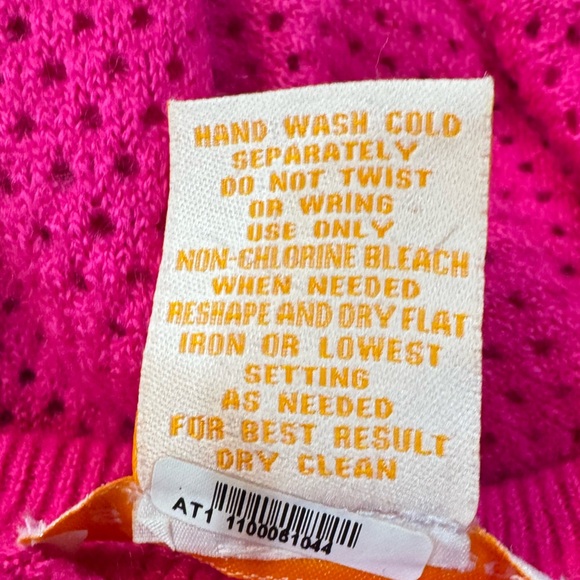 HAND WASH COLD
SEPARATELY
DO NOT TWIST
OR WRING
USE ONLY
NON-CHLORINE BLEACH
WHEN NEEDED
RESHAPE AND DRY FLAT
IRON OR LOWEST
SETTING
AS NEEDED
FOR BEST RESULT
DRY CLEAN
AT1 1100061044